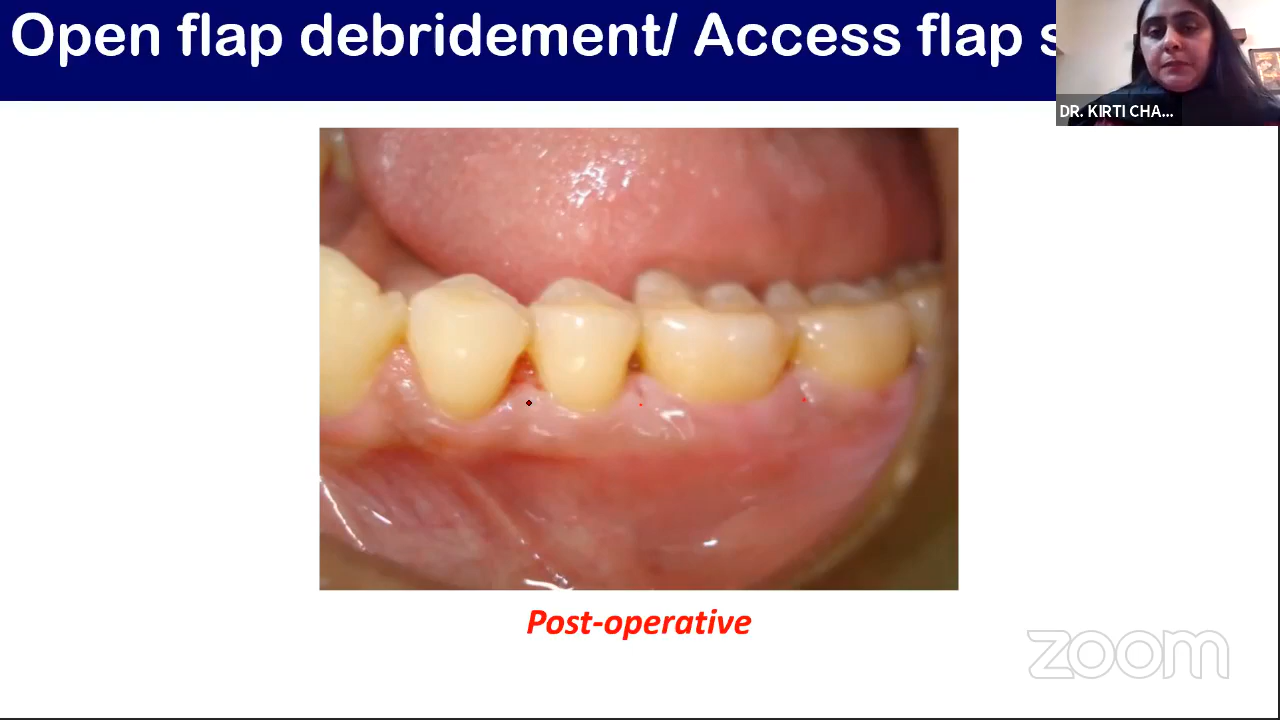 Open flap debridement/ Access flap s
DR. KIRTI CHA...
Post-operative
zoom